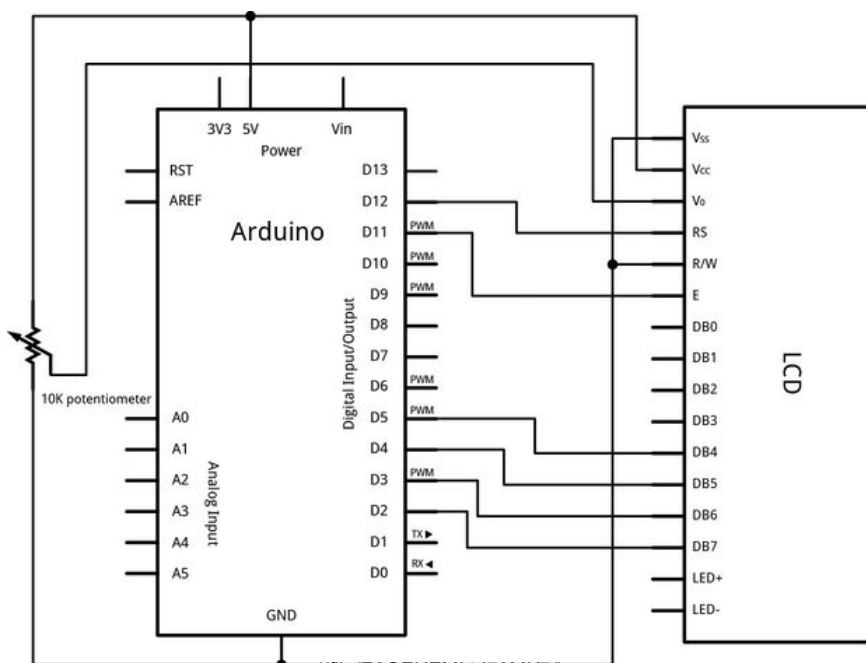 3V3 5V Vin
Power
RST
AREF
Arduino
D13
D12
D11 PWM
D10 PWM
D9 PWM
D8
D7
D6 PWM
D5 PWM
D4
D3 PWM
D2
D1 TX ▶
D0 RX ◀
Digital Input/Output
10K potentiometer
A0
A1
A2
A3
A4
A5
Analog Input
GND
Vss
Vcc
V0
RS
R/W
E
DB0
DB1
DB2
DB3
DB4
DB5
DB6
DB7
LED+
LED-
LCD